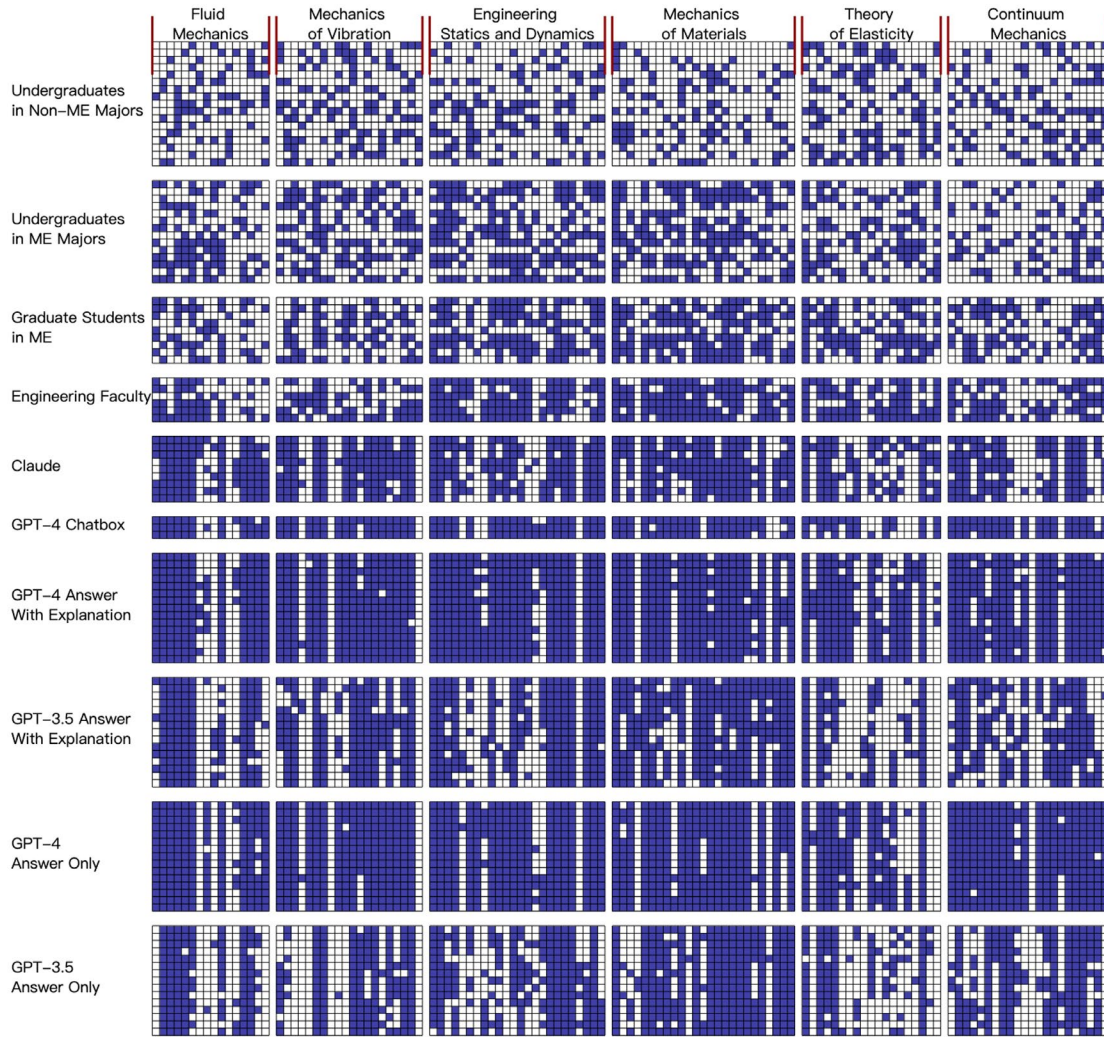 Fluid
Mechanics
Mechanics
of Vibration
Engineering
Statics and Dynamics
Mechanics
of Materials
Theory
of Elasticity
Continuum
Mechanics
Undergraduates
in Non-ME Majors
Undergraduates
in ME Majors
Graduate Students
in ME
Engineering Faculty
Claude
GPT-4 Chatbox
GPT-4 Answer
With Explanation
GPT-3.5 Answer
With Explanation
GPT-4
Answer Only
GPT-3.5
Answer Only